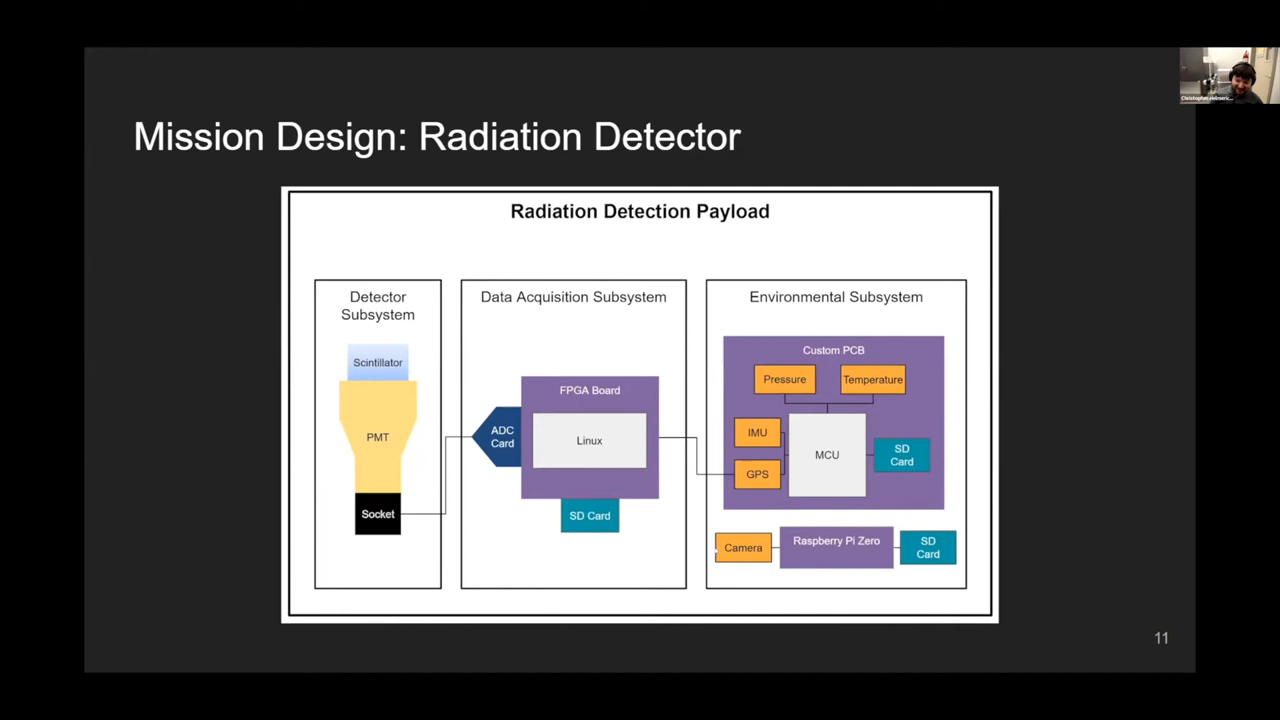 Mission Design: Radiation Detector
Radiation Detection Payload
Detector
Subsystem
Scintillator
PMT
Socket
Data Acquisition Subsystem
ADC
Card
FPGA Board
Linux
SD Card
Environmental Subsystem
Custom PCB
Pressure
Temperature
IMU
GPS
MCU
SD
Card
Camera
Raspberry Pi Zero
SD
Card
11
Christopher